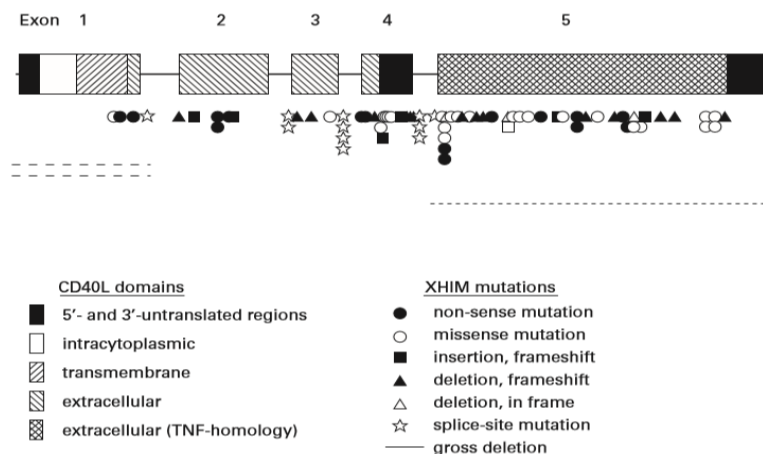 Exon 1 2 3 4 5
CD40L domains
5'- and 3'-untranslated regions
intracytoplasmic
transmembrane
extracellular
extracellular (TNF-homology)
XHIM mutations
non-sense mutation
missense mutation
insertion, frameshift
deletion, frameshift
deletion, in frame
splice-site mutation
gross deletion